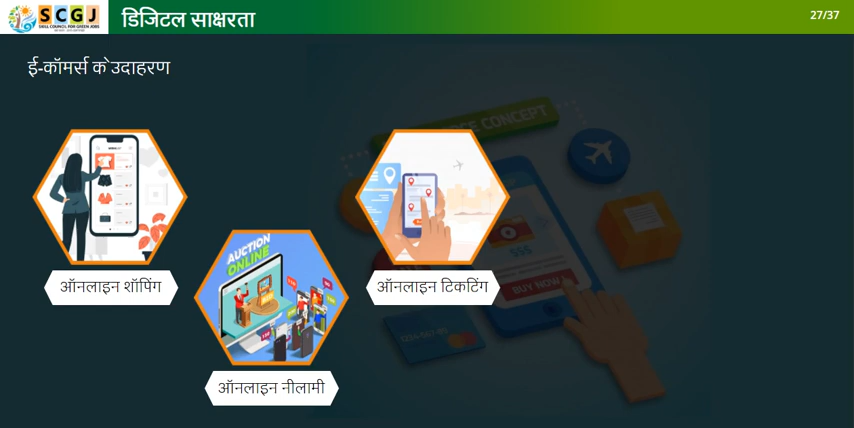 SCGJ
SKILL COUNCIL FOR GREEN JOBS
डिजिटल साक्षरता
27/37
ई-कॉमर्स के उदाहरण
CONCEPT
AUCTION
ONLINE
$$$
BUY NOW
ऑनलाइन शॉपिंग
ऑनलाइन टिकटिंग
ऑनलाइन नीलामी